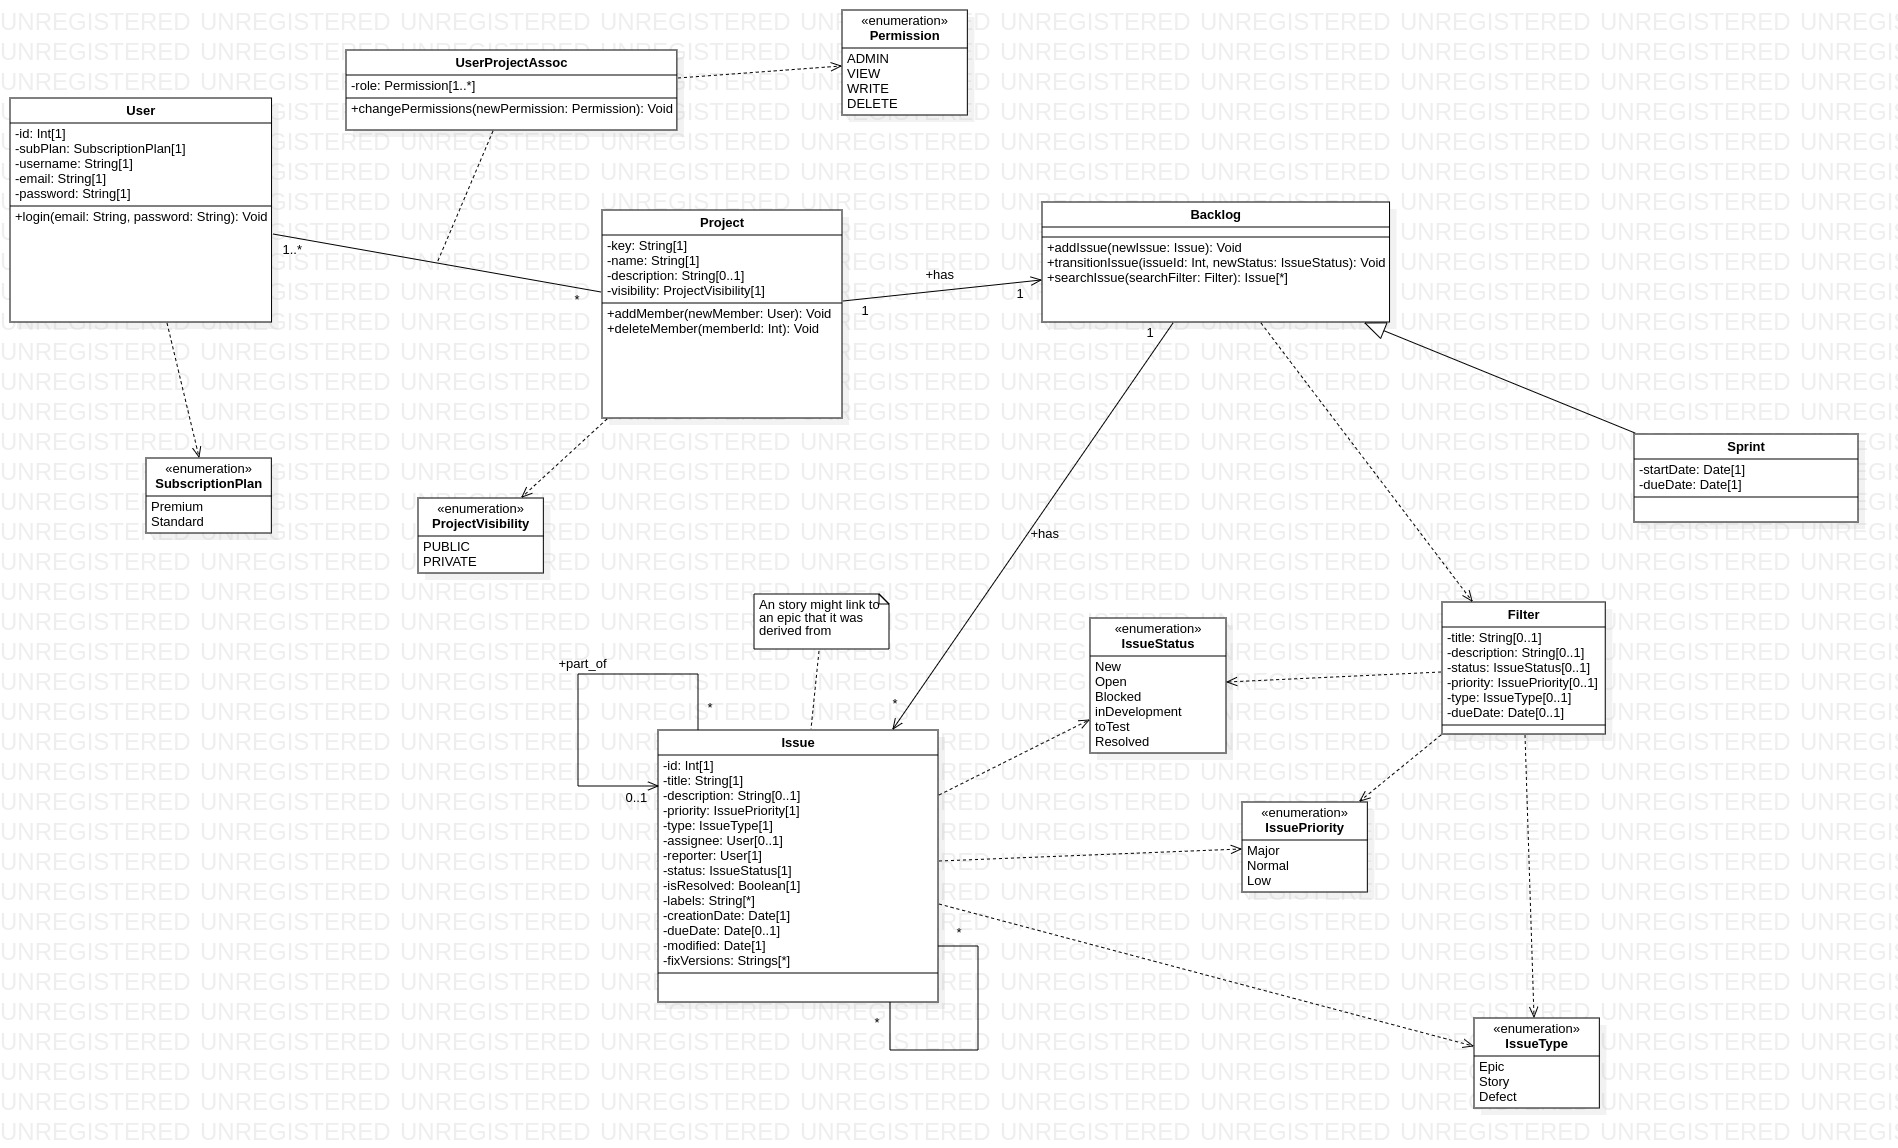 «enumeration»
Permission
ADMIN
VIEW
WRITE
DELETE
UserProjectAssoc
-role: Permission[1..*]
+changePermissions(newPermission: Permission): Void
User
-id: Int[1]
-subPlan: SubscriptionPlan[1]
-username: String[1]
-email: String[1]
-password: String[1]
+login(email: String, password: String): Void
1..*
*
Project
-key: String[1]
-name: String[1]
-description: String[0..1]
-visibility: ProjectVisibility[1]
+addMember(newMember: User): Void
+deleteMember(memberId: Int): Void
+has
1
1
Backlog
+addIssue(newIssue: Issue): Void
+transitionIssue(issueId: Int, newStatus: IssueStatus): Void
+searchIssue(searchFilter: Filter): Issue[*]
1
+has
*
Sprint
-startDate: Date[1]
-dueDate: Date[1]
«enumeration»
SubscriptionPlan
Premium
Standard
«enumeration»
ProjectVisibility
PUBLIC
PRIVATE
An story might link to
an epic that it was
derived from
+part_of
*
0..1
«enumeration»
IssueStatus
New
Open
Blocked
inDevelopment
toTest
Resolved
Filter
-title: String[0..1]
-description: String[0..1]
-status: IssueStatus[0..1]
-priority: IssuePriority[0..1]
-type: IssueType[0..1]
-dueDate: Date[0..1]
Issue
-id: Int[1]
-title: String[1]
-description: String[0..1]
-priority: IssuePriority[1]
-type: IssueType[1]
-assignee: User[0..1]
-reporter: User[1]
-status: IssueStatus[1]
-isResolved: Boolean[1]
-labels: String[*]
-creationDate: Date[1]
-dueDate: Date[0..1]
-modified: Date[1]
-fixVersions: Strings[*]
*
*
«enumeration»
IssuePriority
Major
Normal
Low
«enumeration»
IssueType
Epic
Story
Defect
UNREGISTERED